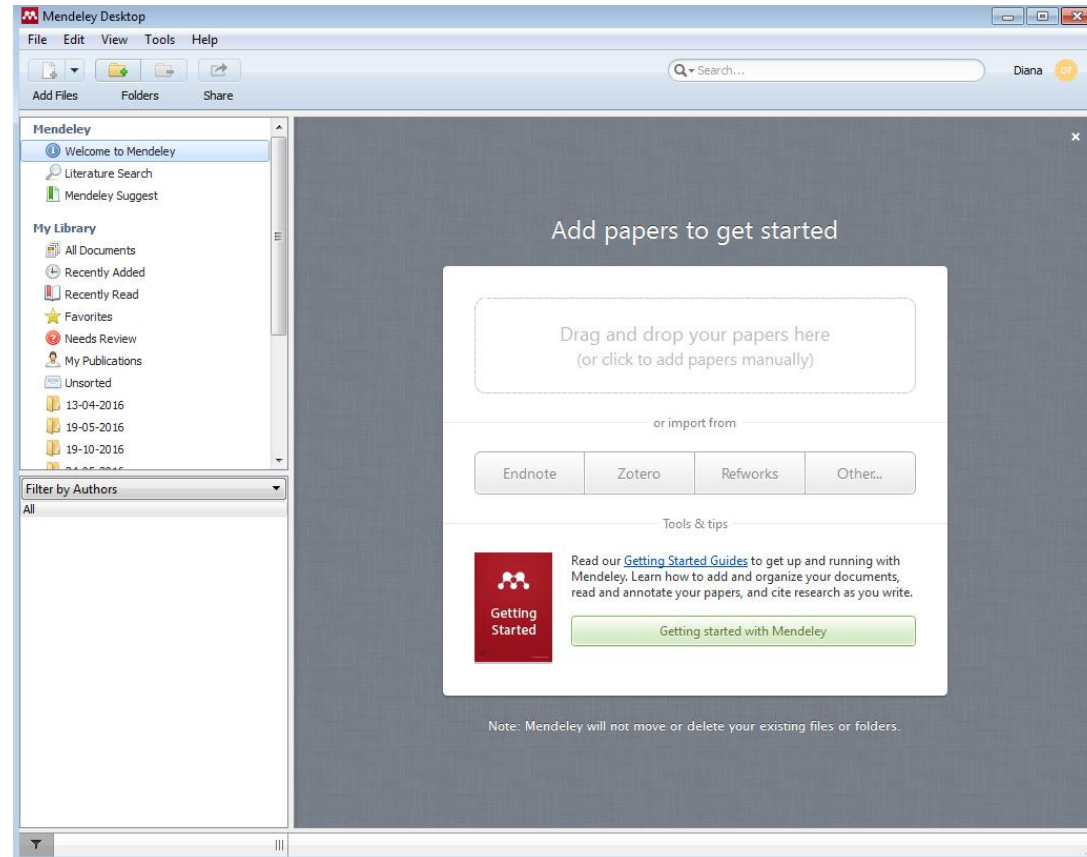 Mendeley Desktop
File Edit View Tools Help
Search...
Diana DF
Add Files Folders Share
Mendeley
Welcome to Mendeley
Literature Search
Mendeley Suggest
My Library
All Documents
Recently Added
Recently Read
Favorites
Needs Review
My Publications
Unsorted
13-04-2016
19-05-2016
19-10-2016
Filter by Authors
All
Add papers to get started
Drag and drop your papers here
(or click to add papers manually)
or import from
Endnote Zotero Refworks Other...
Tools & tips
Getting
Started
Read our Getting Started Guides to get up and running with
Mendeley. Learn how to add and organize your documents,
read and annotate your papers, and cite research as you write.
Getting started with Mendeley
Note: Mendeley will not move or delete your existing files or folders.